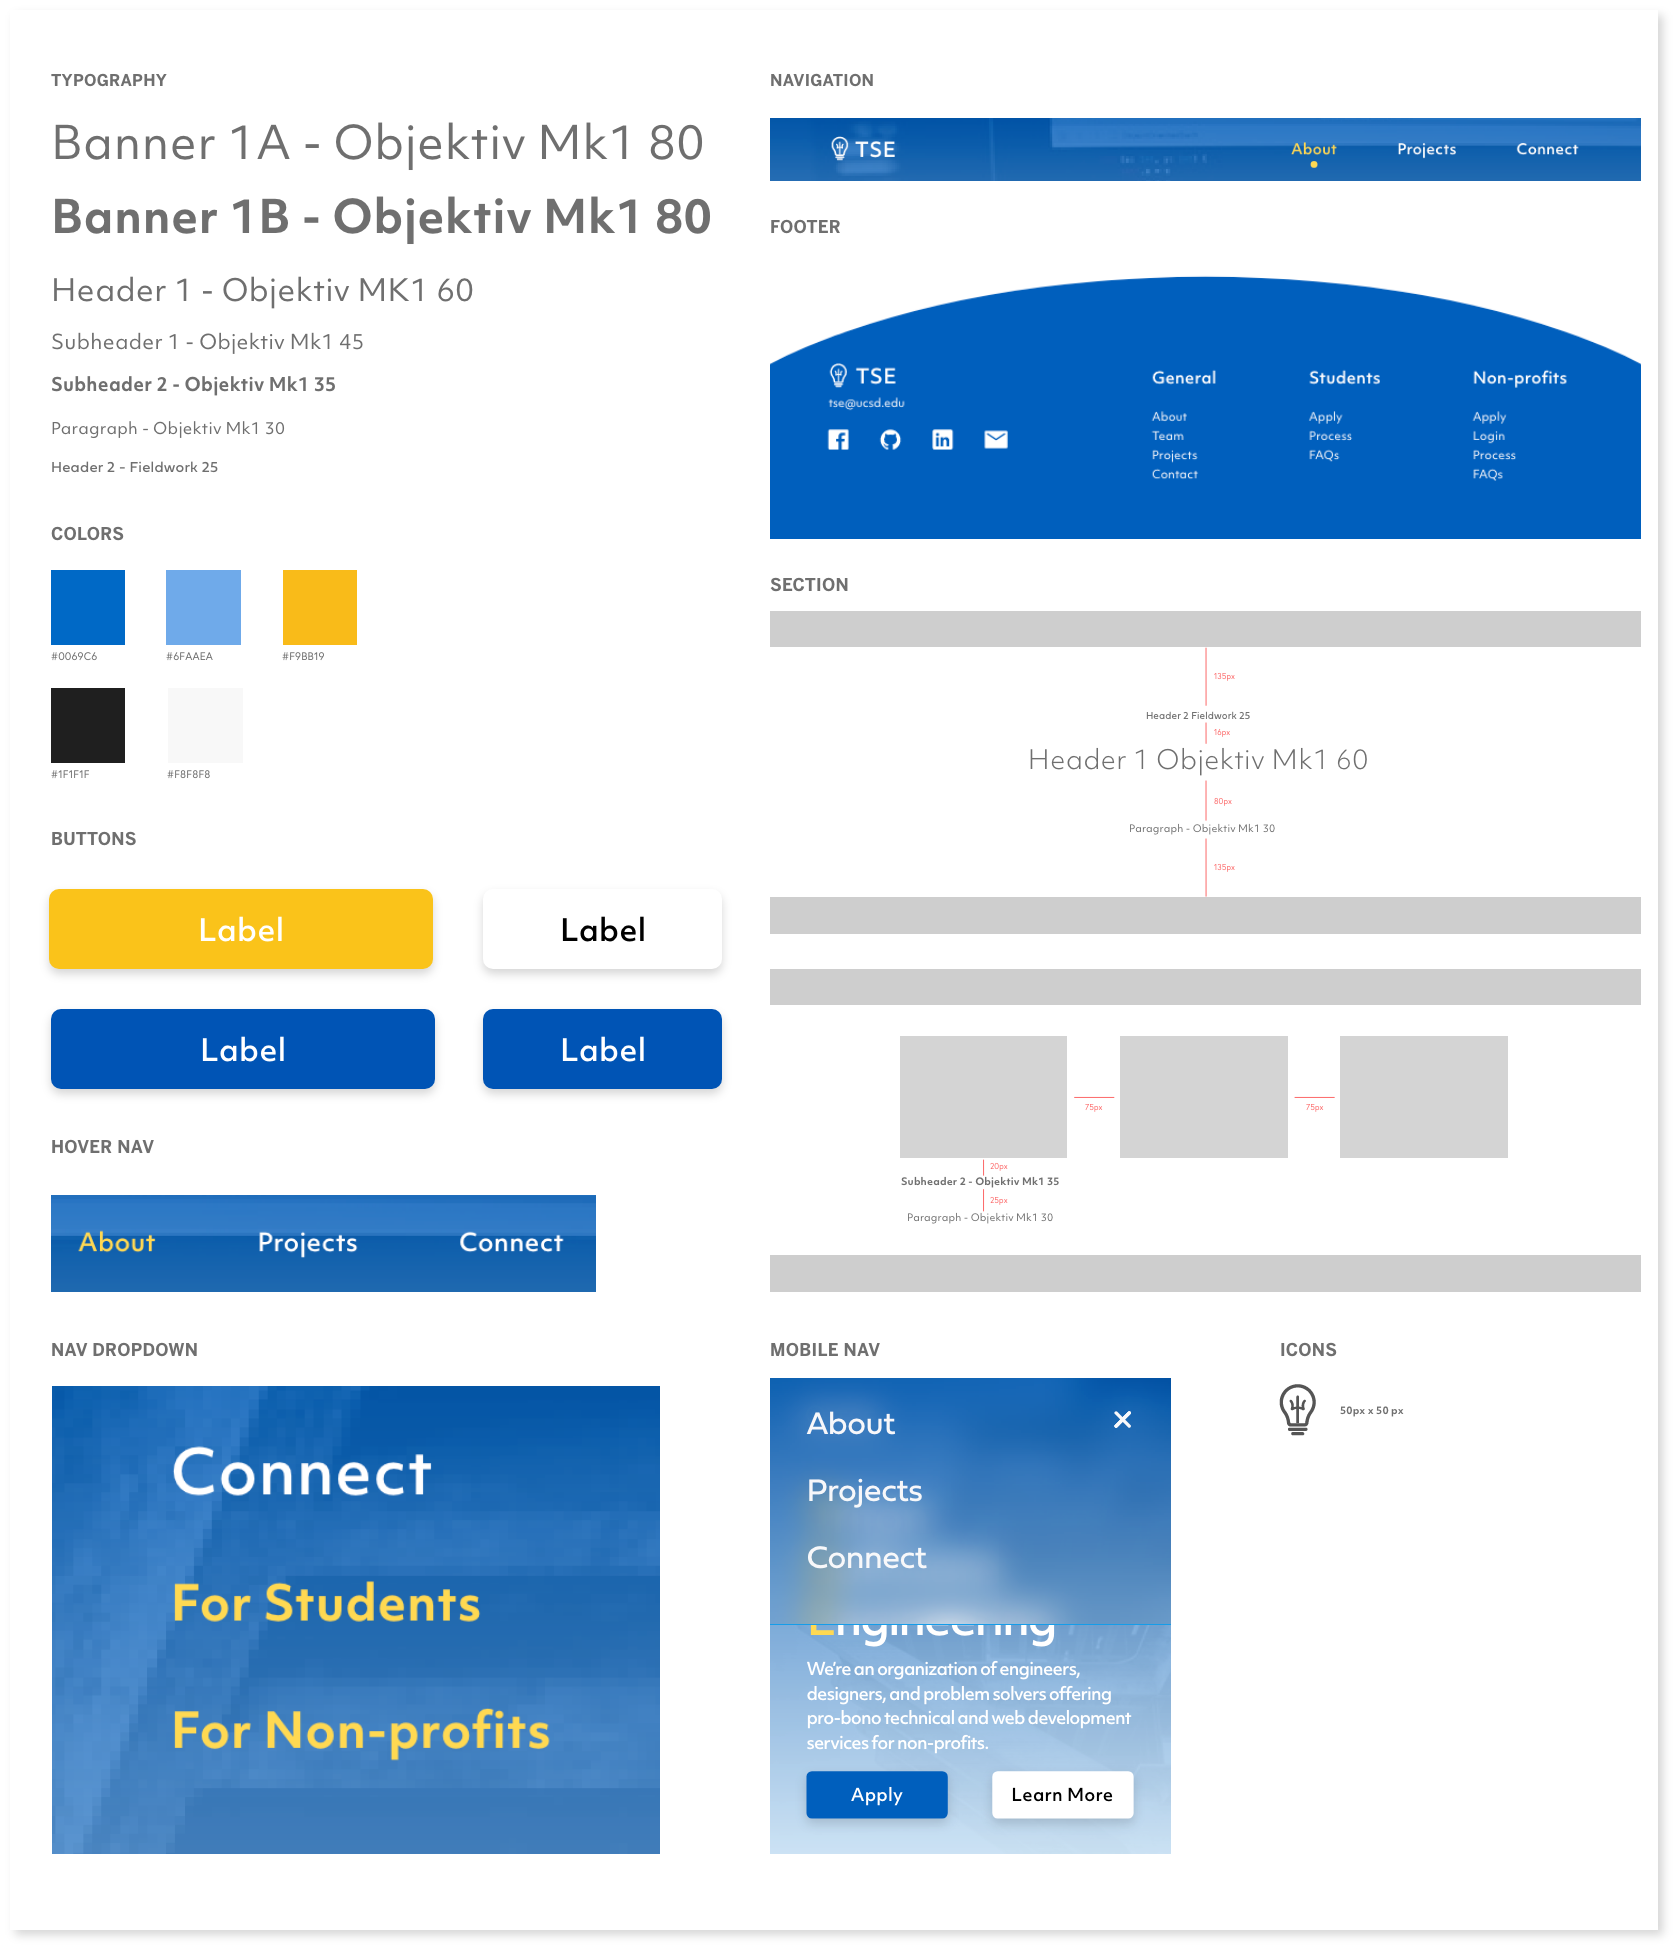 TYPOGRAPHY
Banner 1A - Objektiv Mk1 80
Banner 1B - Objektiv Mk1 80
Header 1 - Objektiv MK1 60
Subheader 1 - Objektiv Mk1 45
Subheader 2 - Objektiv Mk1 35
Paragraph - Objektiv Mk1 30
Header 2 - Fieldwork 25
COLORS
#0069C6
#6FAAEA
#F9BB19
#1F1F1F
#F8F8F8
BUTTONS
Label
Label
Label
Label
HOVER NAV
About
Projects
Connect
NAV DROPDOWN
Connect
For Students
For Non-profits
NAVIGATION
TSE
About
Projects
Connect
FOOTER
TSE
tse@ucsd.edu
General
About
Team
Projects
Contact
Students
Apply
Process
FAQs
Non-profits
Apply
Login
Process
FAQs
SECTION
135px
Header 2 Fieldwork 25
16px
Header 1 Objektiv Mk1 60
80px
Paragraph - Objektiv Mk1 30
135px
75px
75px
20px
Subheader 2 - Objektiv Mk1 35
25px
Paragraph - Objektiv Mk1 30
MOBILE NAV
About
Projects
Connect
Engineering
We're an organization of engineers,
designers, and problem solvers offering
pro-bono technical and web development
services for non-profits.
Apply
Learn More
ICONS
50px x 50 px